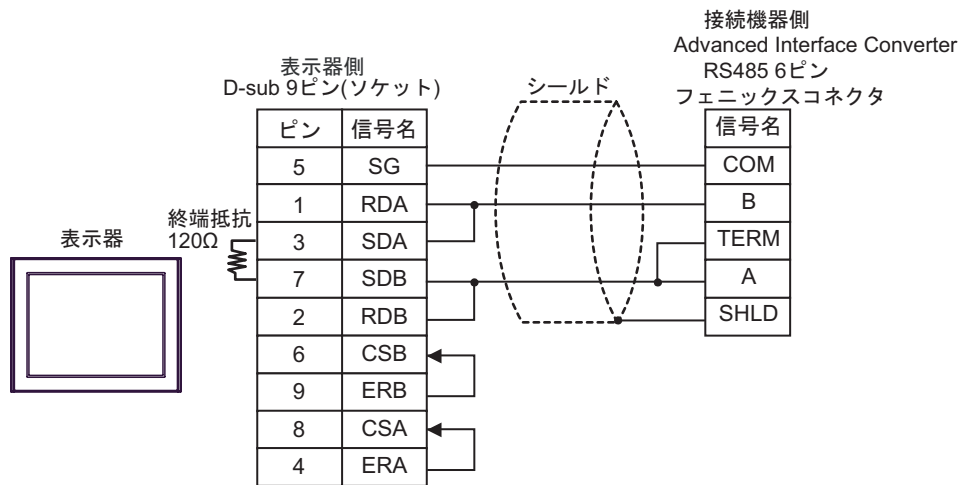 接続機器側
Advanced Interface Converter
RS485 6ピン
フェニックスコネクタ
表示器側
D-sub 9ピン(ソケット)
シールド
ピン 信号名 信号名
5 SG COM
1 RDA B
終端抵抗
120Ω
3 SDA TERM
表示器
7 SDB A
2 RDB SHLD
6 CSB
9 ERB
8 CSA
4 ERA